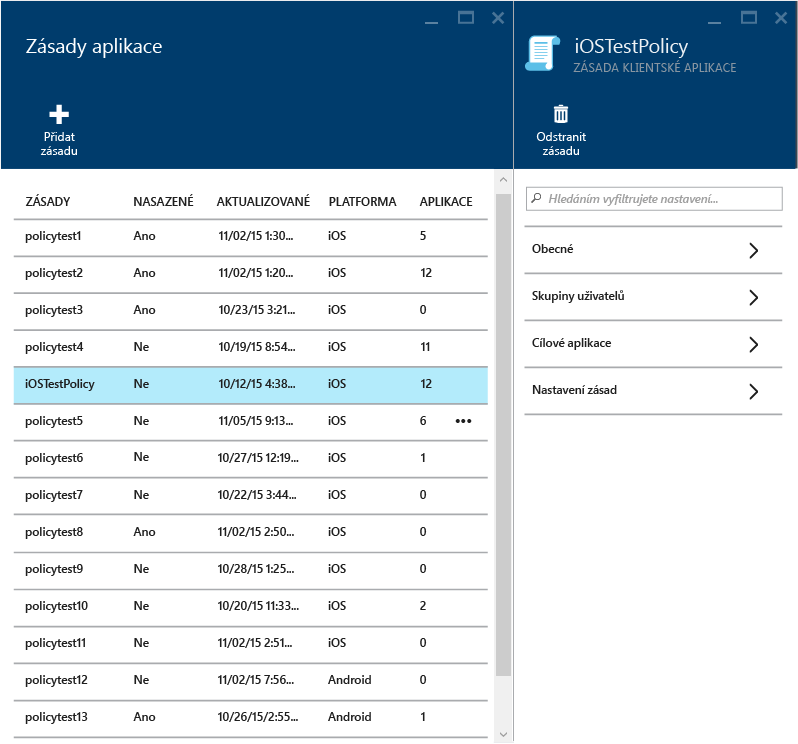 Zásady aplikace
Přidat
zásadu
ZÁSADY NASAZENÉ AKTUALIZOVANÉ PLATFORMA APLIKACE
policytest1 Ano 11/02/15 1:30... iOS 5
policytest2 Ano 11/02/15 1:20... iOS 12
policytest3 Ano 10/23/15 3:21... iOS 0
policytest4 Ne 10/19/15 8:54... iOS 11
iOSTestPolicy Ne 10/12/15 4:38... iOS 12
policytest5 Ne 11/05/15 9:13... iOS 6 •••
policytest6 Ne 10/27/15 12:19... iOS 1
policytest7 Ne 10/22/15 3:44... iOS 0
policytest8 Ano 11/02/15 2:50... iOS 0
policytest9 Ne 10/28/15 1:25... iOS 0
policytest10 Ne 10/20/15 11:33... iOS 2
policytest11 Ne 11/02/15 2:51... iOS 0
policytest12 Ne 11/02/15 7:56... Android 0
policytest13 Ano 10/26/15/2:55... Android 1
iOSTestPolicy
ZÁSADA KLIENTSKÉ APLIKACE
Odstranit
zásadu
Hledáním vyfiltrujete nastavení...
Obecné
Skupiny uživatelů
Cílové aplikace
Nastavení zásad